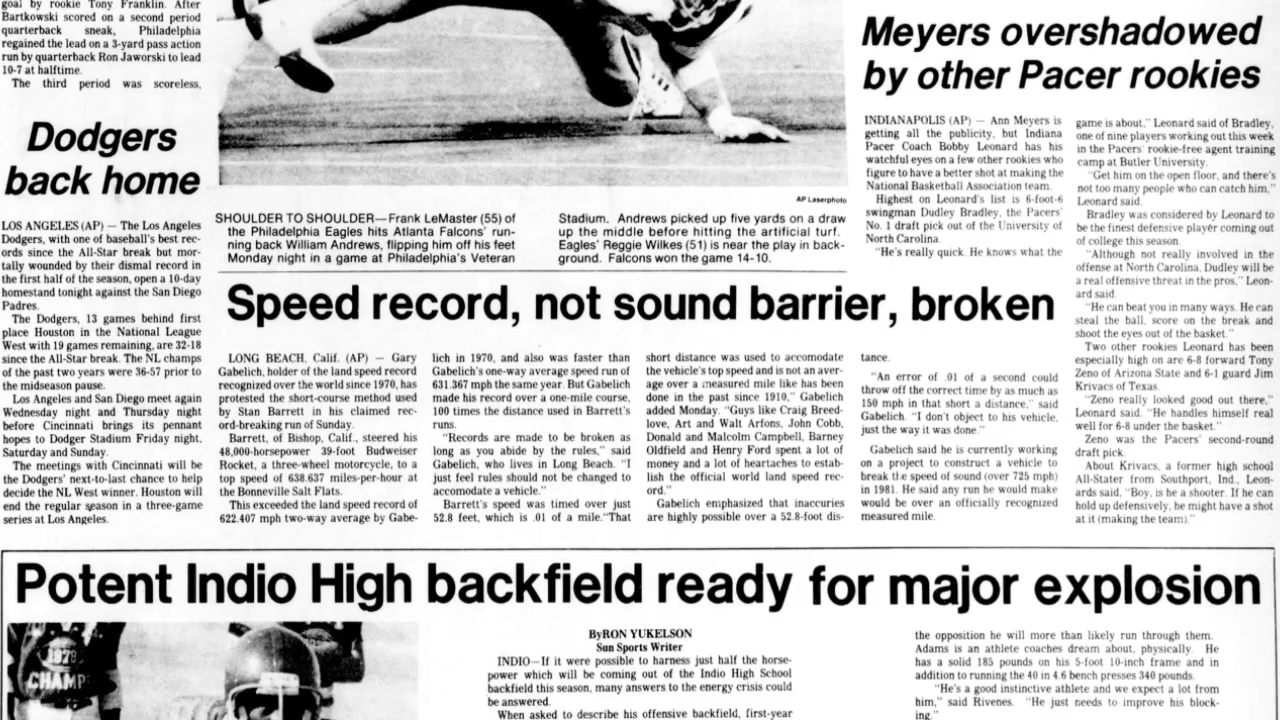 goal by rookie Tony Franklin. After
Bartkowski scored on a second period
quarterback sneak, Philadelphia
regained the lead on a 3-yard pass action
run by quarterback Ron Jaworski to lead
10-7 at halftime.
The third period was scoreless,
Dodgers
back home
LOS ANGELES (AP) — The Los Angeles
Dodgers, with one of baseball's best rec-
ords since the All-Star break but mor-
tally wounded by their dismal record in
the first half of the season, open a 10-day
homestand tonight against the San Diego
Padres.
The Dodgers, 13 games behind first
place Houston in the National League
West with 19 games remaining, are 32-18
since the All-Star break. The NL champs
of the past two years were 36-57 prior to
the midseason pause.
Los Angeles and San Diego meet again
Wednesday night and Thursday night
before Cincinnati brings its pennant
hopes to Dodger Stadium Friday night,
Saturday and Sunday.
The meetings with Cincinnati will be
the Dodgers' next-to-last chance to help
decide the NL West winner. Houston will
end the regular season in a three-game
series at Los Angeles.
AP Laserphoto
SHOULDER TO SHOULDER—Frank LeMaster (55) of
the Philadelphia Eagles hits Atlanta Falcons' run-
ning back William Andrews, flipping him off his feet
Monday night in a game at Philadelphia's Veteran
Stadium. Andrews picked up five yards on a draw
up the middle before hitting the artificial turf.
Eagles' Reggie Wilkes (51) is near the play in back-
ground. Falcons won the game 14-10.
Meyers overshadowed
by other Pacer rookies
INDIANAPOLIS (AP) — Ann Meyers is
getting all the publicity, but Indiana
Pacer Coach Bobby Leonard has his
watchful eyes on a few other rookies who
figure to have a better shot at making the
National Basketball Association team.
Highest on Leonard's list is 6-foot-6
swingman Dudley Bradley, the Pacers'
No. 1 draft pick out of the University of
North Carolina.
"He's really quick. He knows what the
game is about," Leonard said of Bradley,
one of nine players working out this week
in the Pacers' rookie-free agent training
camp at Butler University.
"Get him on the open floor, and there's
not too many people who can catch him,"
Leonard said.
Bradley was considered by Leonard to
be the finest defensive player coming out
of college this season.
"Although not really involved in the
offense at North Carolina, Dudley will be
a real offensive threat in the pros," Leon-
ard said.
"He can beat you in many ways. He can
steal the ball, score on the break and
shoot the eyes out of the basket."
Two other rookies Leonard has been
especially high on are 6-8 forward Tony
Zeno of Arizona State and 6-1 guard Jim
Krivacs of Texas.
"Zeno really looked good out there,"
Leonard said. "He handles himself real
well for 6-8 under the basket."
Zeno was the Pacers' second-round
draft pick.
About Krivacs, a former high school
All-Stater from Southport, Ind., Leon-
ards said, "Boy, is he a shooter. If he can
hold up defensively, he might have a shot
at it (making the team)."
Speed record, not sound barrier, broken
LONG BEACH, Calif. (AP) — Gary
Gabelich, holder of the land speed record
recognized over the world since 1970, has
protested the short-course method used
by Stan Barrett in his claimed rec-
ord-breaking run of Sunday.
Barrett, of Bishop, Calif., steered his
48,000-horsepower 39-foot Budweiser
Rocket, a three-wheel motorcycle, to a
top speed of 638.637 miles-per-hour at
the Bonneville Salt Flats.
This exceeded the land speed record of
622.407 mph two-way average by Gabe-
lich in 1970, and also was faster than
Gabelich's one-way average speed run of
631.367 mph the same year. But Gabelich
made his record over a one-mile course,
100 times the distance used in Barrett's
runs.
"Records are made to be broken as
long as you abide by the rules," said
Gabelich, who lives in Long Beach. "I
just feel rules should not be changed to
accomodate a vehicle."
Barrett's speed was timed over just
52.8 feet, which is .01 of a mile."That
short distance was used to accomodate
the vehicle's top speed and is not an aver-
age over a measured mile like has been
done in the past since 1910," Gabelich
added Monday. "Guys like Craig Breed-
love, Art and Walt Arfons, John Cobb,
Donald and Malcolm Campbell, Barney
Oldfield and Henry Ford spent a lot of
money and a lot of heartaches to estab-
lish the official world land speed rec-
ord."
Gabelich emphasized that inaccuries
are highly possible over a 52.8-foot dis-
tance.
"An error of .01 of a second could
throw off the correct time by as much as
150 mph in that short a distance," said
Gabelich. "I don't object to his vehicle,
just the way it was done."
Gabelich said he is currently working
on a project to construct a vehicle to
break the speed of sound (over 725 mph)
in 1981. He said any run he would make
would be over an officially recognized
measured mile.
Potent Indio High backfield ready for major explosion
1979
CHAMP
ByRON YUKELSON
Sun Sports Writer
INDIO—If it were possible to harness just half the horse-
power which will be coming out of the Indio High School
backfield this season, many answers to the energy crisis could
be answered.
When asked to describe his offensive backfield, first-year
the opposition he will more than likely run through them.
Adams is an athlete coaches dream about, physically. He
has a solid 185 pounds on his 5-foot 10-inch frame and in
addition to running the 40 in 4.6 bench presses 340 pounds.
"He's a good instinctive athlete and we expect a lot from
him," said Rivenes. "He just needs to improve his block-
ing."